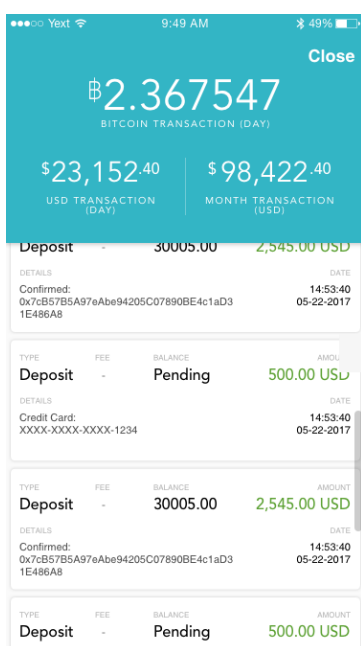 Yext 9:49 AM 49%
Close
฿2.367547
BITCOIN TRANSACTION (DAY)
$23,152.40 $98,422.40
USD TRANSACTION MONTH TRANSACTION
(DAY) (USD)
Deposit - 30005.00 2,545.00 USD
DETAILS DATE
Confirmed: 14:53:40
0x7cB57B5A97eAbe94205C07890BE4c1aD3 05-22-2017
1E486A8
TYPE FEE BALANCE
Deposit - Pending 500.00 USD
DETAILS DATE
Credit Card: 14:53:40
XXXX-XXXX-XXXX-1234 05-22-2017
TYPE FEE BALANCE AMOUNT
Deposit - 30005.00 2,545.00 USD
DETAILS DATE
Confirmed: 14:53:40
0x7cB57B5A97eAbe94205C07890BE4c1aD3 05-22-2017
1E486A8
TYPE FEE BALANCE AMOUNT
Deposit - Pending 500.00 USD